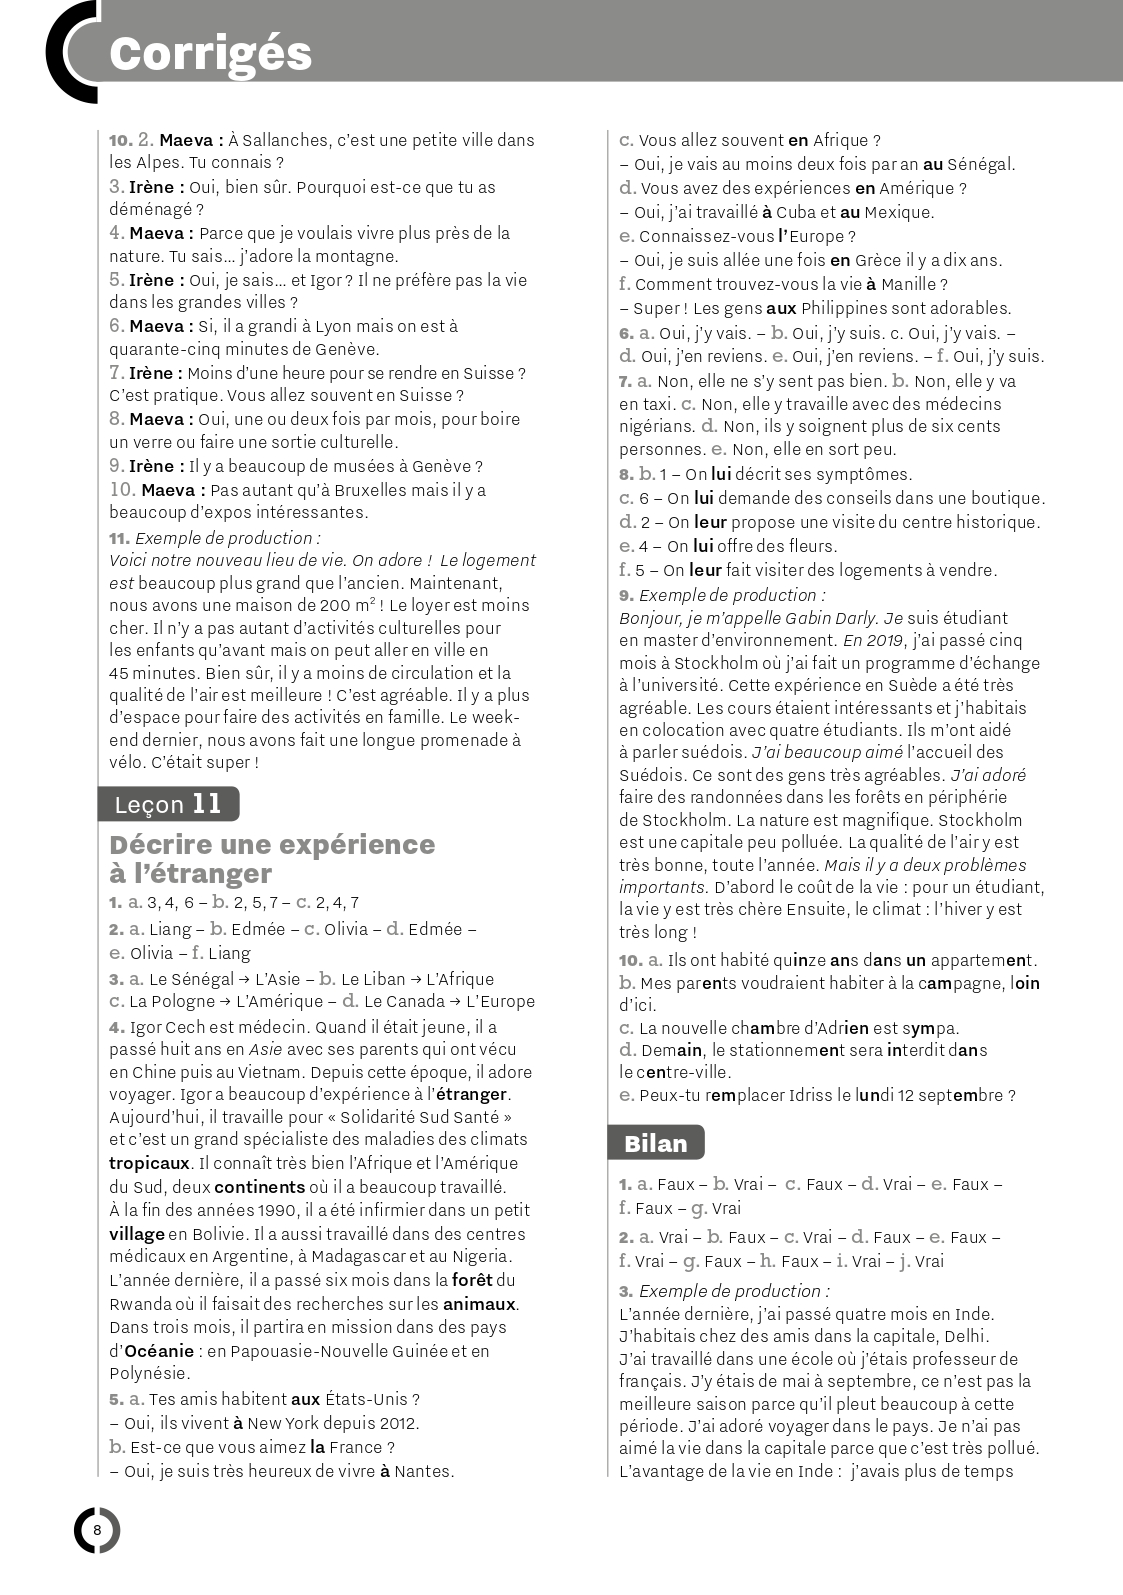 Corrigés
10. 2. Maeva : À Sallanches, c’est une petite ville dans
les Alpes. Tu connais ?
3. Irène : Oui, bien sûr. Pourquoi est-ce que tu as
déménagé ?
4. Maeva : Parce que je voulais vivre plus près de la
nature. Tu sais… j’adore la montagne.
5. Irène : Oui, je sais… et Igor ? Il ne préfère pas la vie
dans les grandes villes ?
6. Maeva : Si, il a grandi à Lyon mais on est à
quarante-cinq minutes de Genève.
7. Irène : Moins d’une heure pour se rendre en Suisse ?
C’est pratique. Vous allez souvent en Suisse ?
8. Maeva : Oui, une ou deux fois par mois, pour boire
un verre ou faire une sortie culturelle.
9. Irène : Il y a beaucoup de musées à Genève ?
10. Maeva : Pas autant qu’à Bruxelles mais il y a
beaucoup d’expos intéressantes.
11. Exemple de production :
Voici notre nouveau lieu de vie. On adore ! Le logement
est beaucoup plus grand que l’ancien. Maintenant,
nous avons une maison de 200 m² ! Le loyer est moins
cher. Il n’y a pas autant d’activités culturelles pour
les enfants qu’avant mais on peut aller en ville en
45 minutes. Bien sûr, il y a moins de circulation et la
qualité de l’air est meilleure ! C’est agréable. Il y a plus
d’espace pour faire des activités en famille. Le week-
end dernier, nous avons fait une longue promenade à
vélo. C’était super !
Leçon 11
Décrire une expérience
à l’étranger
1. a. 3, 4, 6 – b. 2, 5, 7 – c. 2, 4, 7
2. a. Liang – b. Edmée – c. Olivia – d. Edmée –
e. Olivia – f. Liang
3. a. Le Sénégal → L’Asie – b. Le Liban → L’Afrique
c. La Pologne → L’Amérique – d. Le Canada → L’Europe
4. Igor Cech est médecin. Quand il était jeune, il a
passé huit ans en Asie avec ses parents qui ont vécu
en Chine puis au Vietnam. Depuis cette époque, il adore
voyager. Igor a beaucoup d’expérience à l’étranger.
Aujourd’hui, il travaille pour « Solidarité Sud Santé »
et c’est un grand spécialiste des maladies des climats
tropicaux. Il connaît très bien l’Afrique et l’Amérique
du Sud, deux continents où il a beaucoup travaillé.
À la fin des années 1990, il a été infirmier dans un petit
village en Bolivie. Il a aussi travaillé dans des centres
médicaux en Argentine, à Madagascar et au Nigeria.
L’année dernière, il a passé six mois dans la forêt du
Rwanda où il faisait des recherches sur les animaux.
Dans trois mois, il partira en mission dans des pays
d’Océanie : en Papouasie-Nouvelle Guinée et en
Polynésie.
5. a. Tes amis habitent aux États-Unis ?
– Oui, ils vivent à New York depuis 2012.
b. Est-ce que vous aimez la France ?
– Oui, je suis très heureux de vivre à Nantes.
c. Vous allez souvent en Afrique ?
– Oui, je vais au moins deux fois par an au Sénégal.
d. Vous avez des expériences en Amérique ?
– Oui, j’ai travaillé à Cuba et au Mexique.
e. Connaissez-vous l’Europe ?
– Oui, je suis allée une fois en Grèce il y a dix ans.
f. Comment trouvez-vous la vie à Manille ?
– Super ! Les gens aux Philippines sont adorables.
6. a. Oui, j’y vais. – b. Oui, j’y suis. c. Oui, j’y vais. –
d. Oui, j’en reviens. e. Oui, j’en reviens. – f. Oui, j’y suis.
7. a. Non, elle ne s’y sent pas bien. b. Non, elle y va
en taxi. c. Non, elle y travaille avec des médecins
nigérians. d. Non, ils y soignent plus de six cents
personnes. e. Non, elle en sort peu.
8. b. 1 – On lui décrit ses symptômes.
c. 6 – On lui demande des conseils dans une boutique.
d. 2 – On leur propose une visite du centre historique.
e. 4 – On lui offre des fleurs.
f. 5 – On leur fait visiter des logements à vendre.
9. Exemple de production :
Bonjour, je m’appelle Gabin Darly. Je suis étudiant
en master d’environnement. En 2019, j’ai passé cinq
mois à Stockholm où j’ai fait un programme d’échange
à l’université. Cette expérience en Suède a été très
agréable. Les cours étaient intéressants et j’habitais
en colocation avec quatre étudiants. Ils m’ont aidé
à parler suédois. J’ai beaucoup aimé l’accueil des
Suédois. Ce sont des gens très agréables. J’ai adoré
faire des randonnées dans les forêts en périphérie
de Stockholm. La nature est magnifique. Stockholm
est une capitale peu polluée. La qualité de l’air y est
très bonne, toute l’année. Mais il y a deux problèmes
importants. D’abord le coût de la vie : pour un étudiant,
la vie y est très chère Ensuite, le climat : l’hiver y est
très long !
10. a. Ils ont habité quinze ans dans un appartement.
b. Mes parents voudraient habiter à la campagne, loin
d’ici.
c. La nouvelle chambre d’Adrien est sympa.
d. Demain, le stationnement sera interdit dans
le centre-ville.
e. Peux-tu remplacer Idriss le lundi 12 septembre ?
Bilan
1. a. Faux – b. Vrai – c. Faux – d. Vrai – e. Faux –
f. Faux – g. Vrai
2. a. Vrai – b. Faux – c. Vrai – d. Faux – e. Faux –
f. Vrai – g. Faux – h. Faux – i. Vrai – j. Vrai
3. Exemple de production :
L’année dernière, j’ai passé quatre mois en Inde.
J’habitais chez des amis dans la capitale, Delhi.
J’ai travaillé dans une école où j’étais professeur de
français. J’y étais de mai à septembre, ce n’est pas la
meilleure saison parce qu’il pleut beaucoup à cette
période. J’ai adoré voyager dans le pays. Je n’ai pas
aimé la vie dans la capitale parce que c’est très pollué.
L’avantage de la vie en Inde : j’avais plus de temps
8